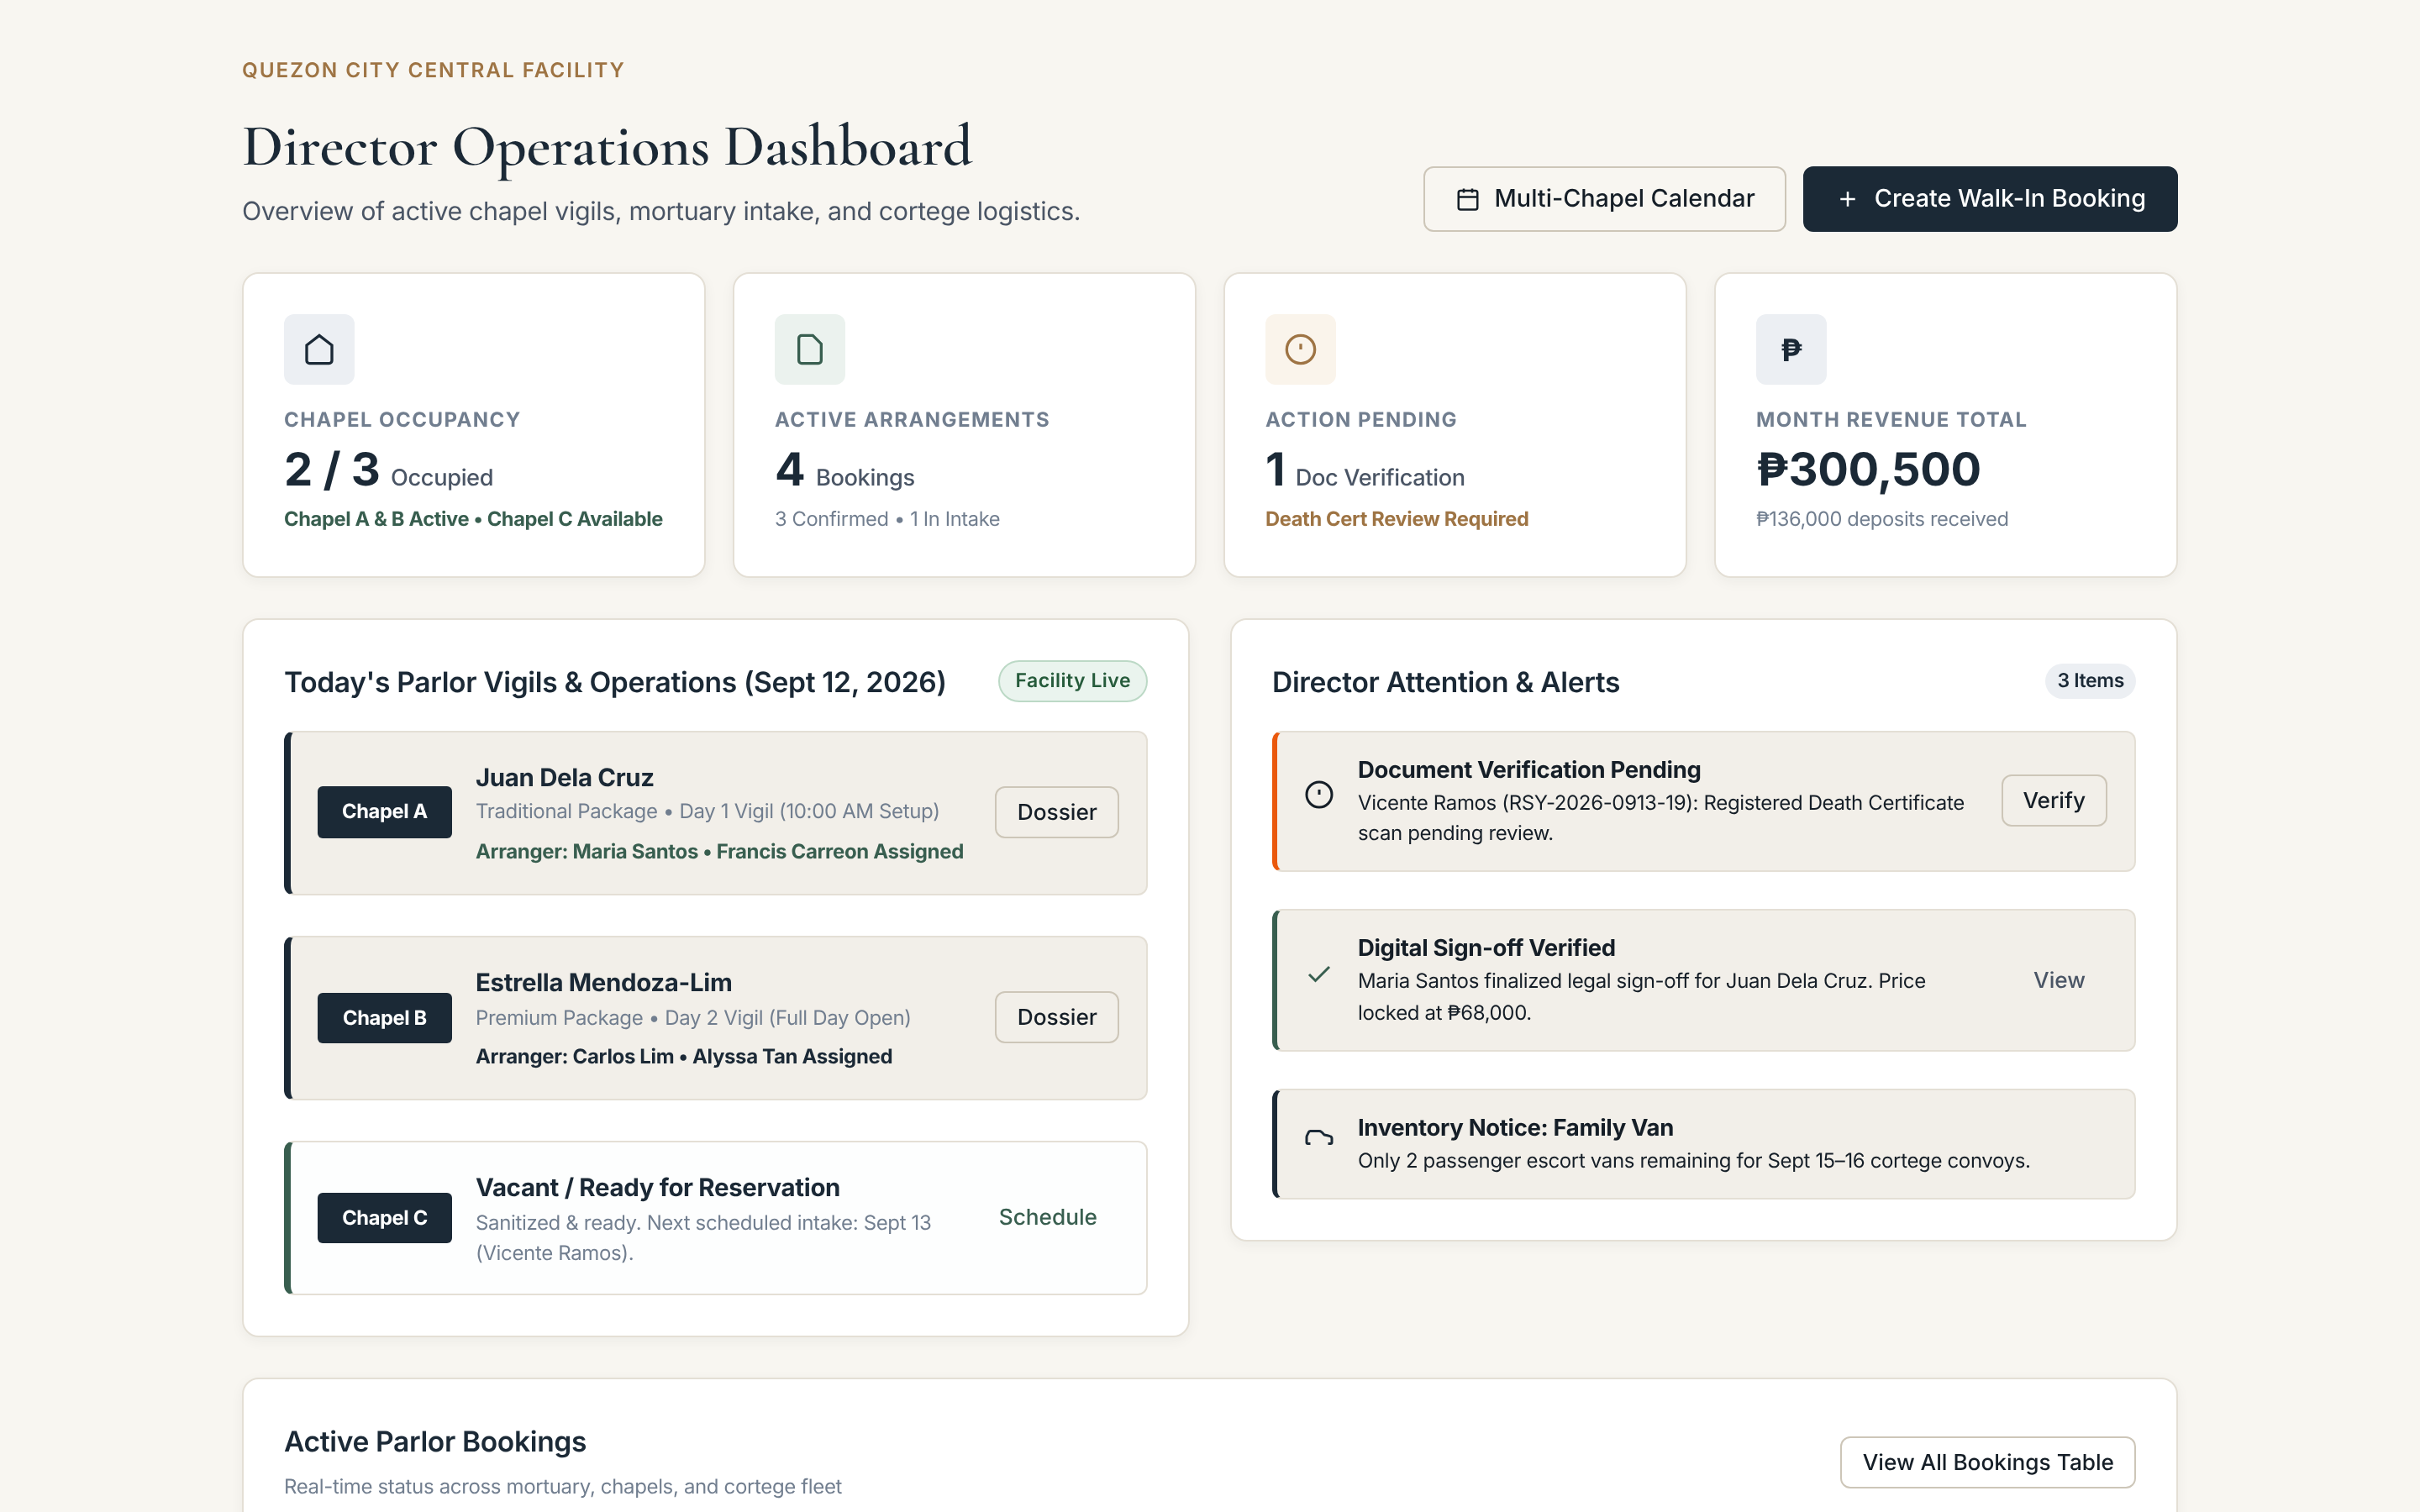 QUEZON CITY CENTRAL FACILITY
Director Operations Dashboard
Overview of active chapel vigils, mortuary intake, and cortege logistics.
Multi-Chapel Calendar
+ Create Walk-In Booking
CHAPEL OCCUPANCY
2 / 3 Occupied
Chapel A & B Active • Chapel C Available
ACTIVE ARRANGEMENTS
4 Bookings
3 Confirmed • 1 In Intake
ACTION PENDING
1 Doc Verification
Death Cert Review Required
₱
MONTH REVENUE TOTAL
₱300,500
₱136,000 deposits received
Today's Parlor Vigils & Operations (Sept 12, 2026)
Facility Live
Chapel A
Juan Dela Cruz
Traditional Package • Day 1 Vigil (10:00 AM Setup)
Arranger: Maria Santos • Francis Carreon Assigned
Dossier
Chapel B
Estrella Mendoza-Lim
Premium Package • Day 2 Vigil (Full Day Open)
Arranger: Carlos Lim • Alyssa Tan Assigned
Dossier
Chapel C
Vacant / Ready for Reservation
Sanitized & ready. Next scheduled intake: Sept 13
(Vicente Ramos).
Schedule
Director Attention & Alerts
3 Items
Document Verification Pending
Vicente Ramos (RSY-2026-0913-19): Registered Death Certificate
scan pending review.
Verify
Digital Sign-off Verified
Maria Santos finalized legal sign-off for Juan Dela Cruz. Price
locked at ₱68,000.
View
Inventory Notice: Family Van
Only 2 passenger escort vans remaining for Sept 15–16 cortege convoys.
Active Parlor Bookings
Real-time status across mortuary, chapels, and cortege fleet
View All Bookings Table